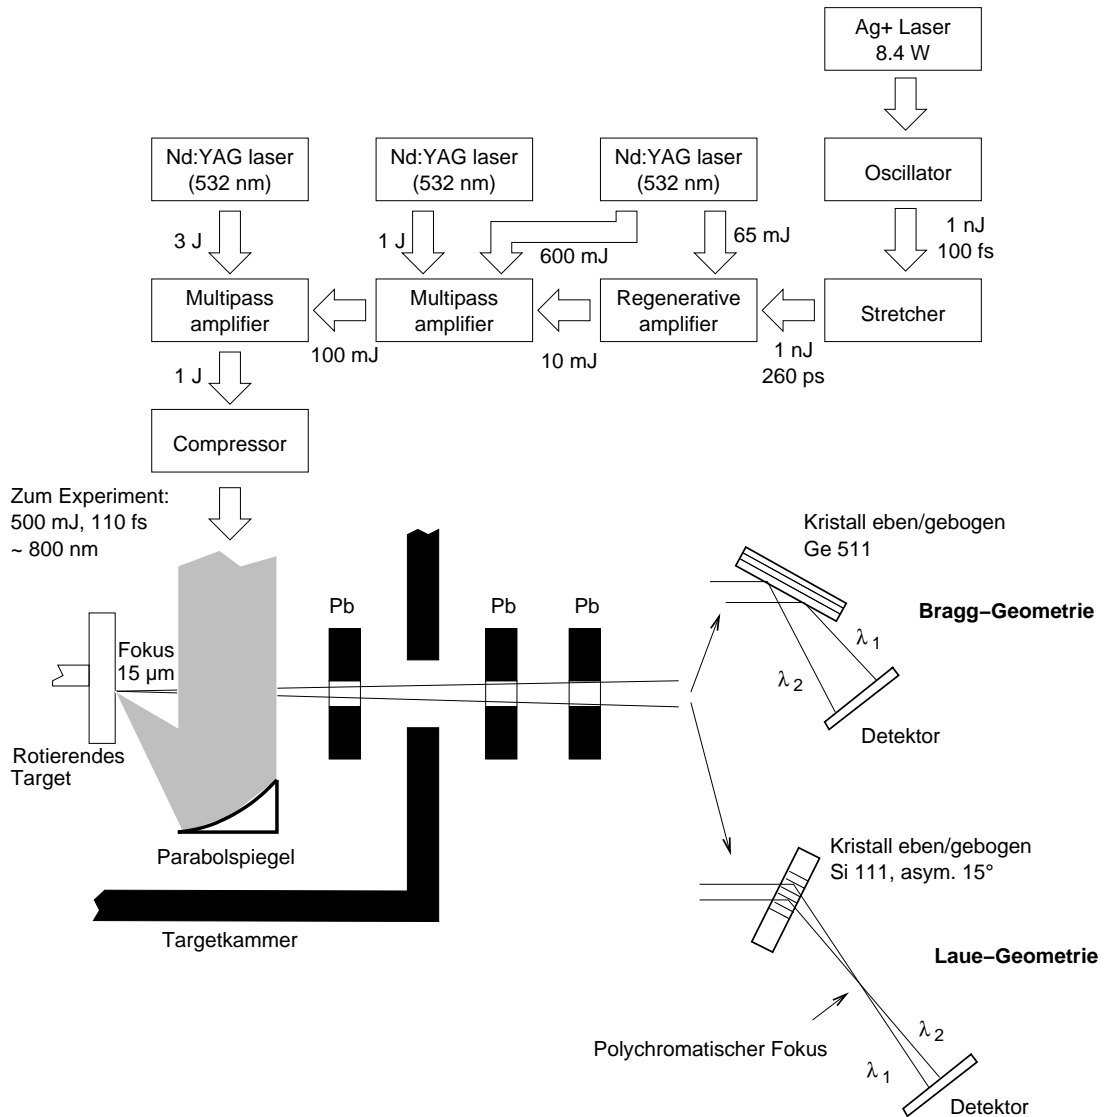 Ag+ Laser
8.4 W
Nd:YAG laser
(532 nm)
Nd:YAG laser
(532 nm)
Nd:YAG laser
(532 nm)
Oscillator
3 J
1 J
600 mJ
65 mJ
1 nJ
100 fs
Multipass
amplifier
Multipass
amplifier
Regenerative
amplifier
Stretcher
100 mJ
10 mJ
1 nJ
260 ps
1 J
Compressor
Zum Experiment:
500 mJ, 110 fs
~ 800 nm
Kristall eben/gebogen
Ge 511
Pb
Pb
Pb
Bragg–Geometrie
Fokus
15 µm
λ 1
λ 2
Detektor
Rotierendes
Target
Parabolspiegel
Kristall eben/gebogen
Si 111, asym. 15°
Targetkammer
Laue–Geometrie
Polychromatischer Fokus
λ 2
λ 1
Detektor